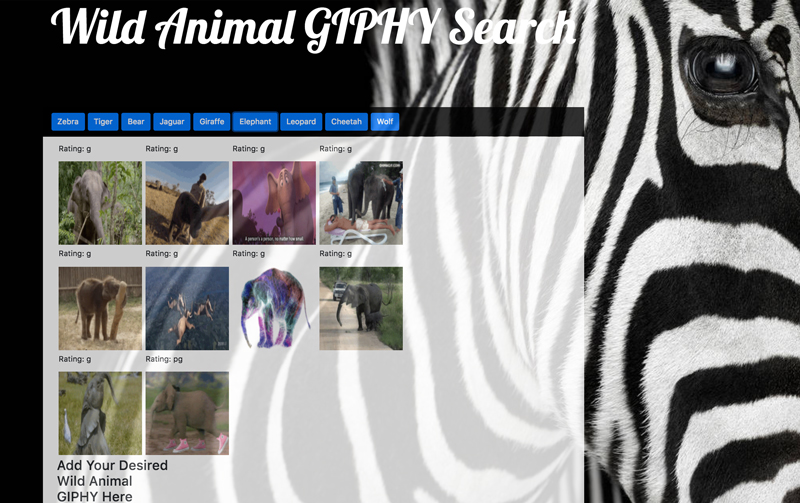 Wild Animal GIPHY Search
Zebra Tiger Bear Jaguar Giraffe Elephant Leopard Cheetah Wolf
Rating: g Rating: g Rating: g Rating: g
A person's a person, no matter how small
Rating: g Rating: g Rating: g Rating: g
Rating: g Rating: pg
Add Your Desired
Wild Animal
GIPHY Here